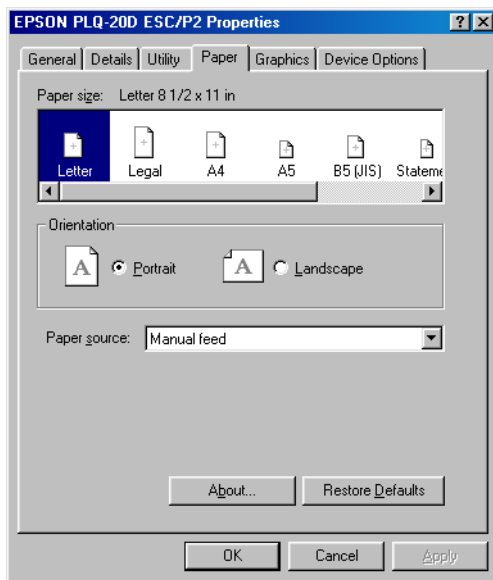 EPSON PLQ-20D ESC/P2 Properties
General Details Utility Paper Graphics Device Options
Paper size: Letter 8 1/2 x 11 in
Letter Legal A4 A5 B5 (JIS) Stateme
Orientation
A Portrait A Landscape
Paper source: Manual feed
About... Restore Defaults
OK Cancel Apply